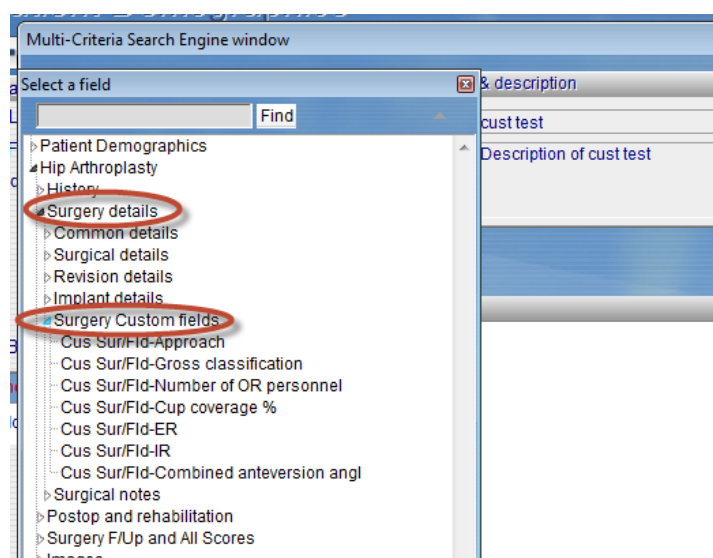 Multi-Criteria Search Engine window
Select a field
& description
Find
cust test
Description of cust test
Patient Demographics
Hip Arthroplasty
History
Surgery details
Common details
Surgical details
Revision details
Implant details
Surgery Custom fields
Cus Sur/Fld-Approach
Cus Sur/Fld-Gross classification
Cus Sur/Fld-Number of OR personnel
Cus Sur/Fld-Cup coverage %
Cus Sur/Fld-ER
Cus Sur/Fld-IR
Cus Sur/Fld-Combined anteversion angl
Surgical notes
Postop and rehabilitation
Surgery F/Up and All Scores
Images